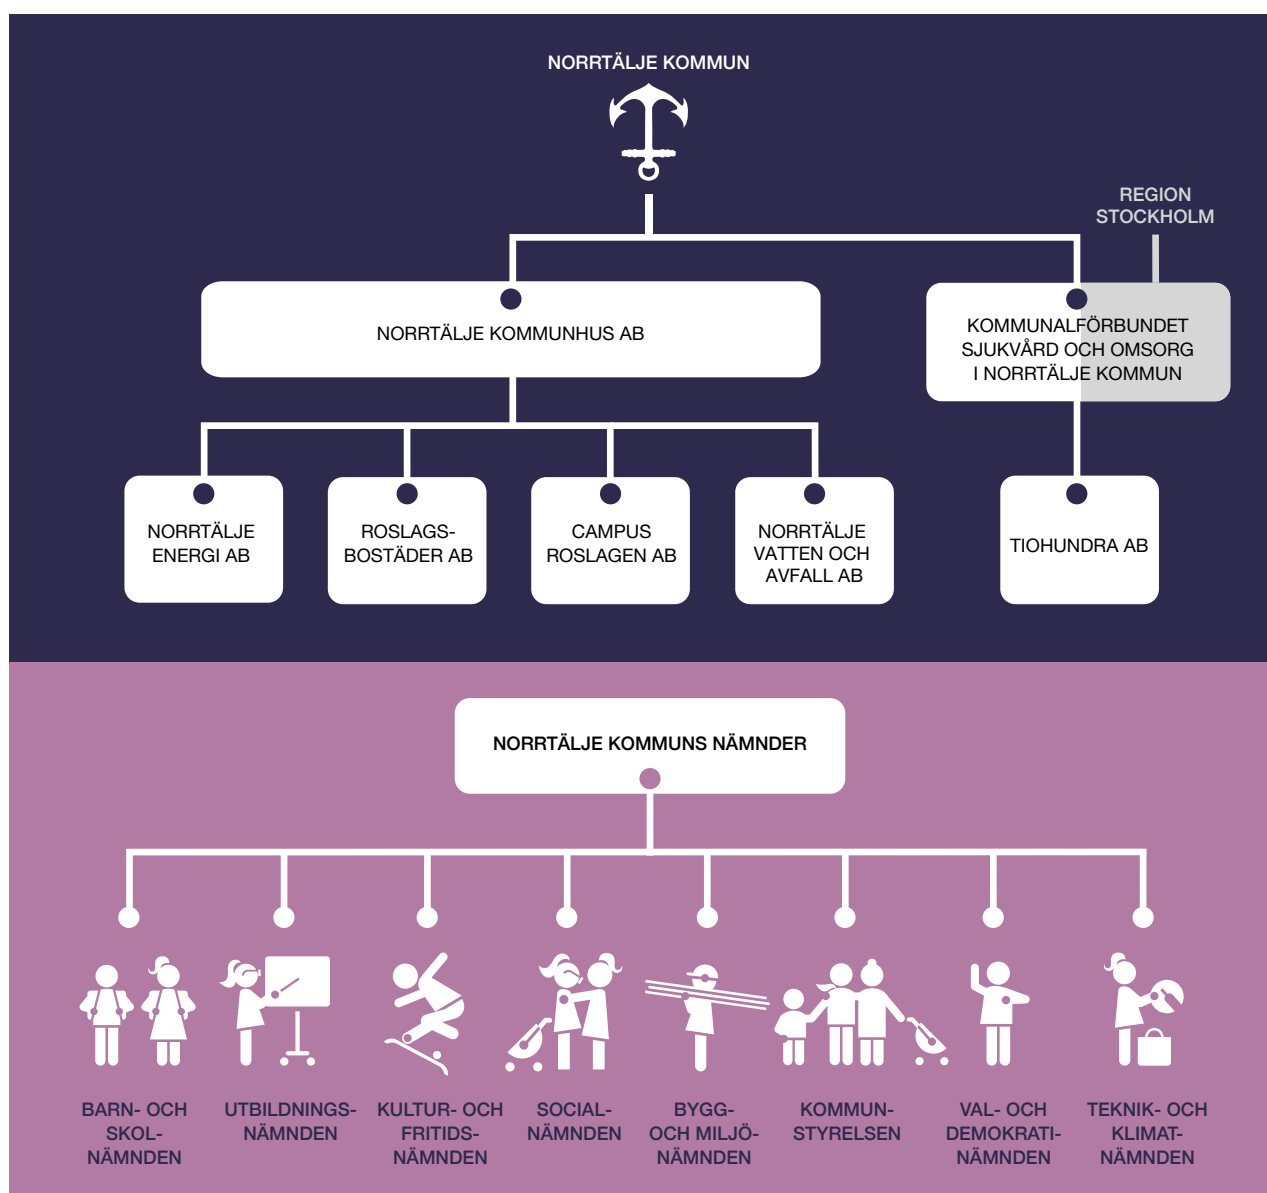 NORRTÄLJE KOMMUN
REGION
STOCKHOLM
NORRTÄLJE KOMMUNHUS AB
KOMMUNALFÖRBUNDET
SJUKVÅRD OCH OMSORG
I NORRTÄLJE KOMMUN
NORRTÄLJE
ENERGI AB
ROSLAGS-
BOSTÄDER AB
CAMPUS
ROSLAGEN AB
NORRTÄLJE
VATTEN OCH
AVFALL AB
TIOHUNDRA AB
NORRTÄLJE KOMMUNS NÄMNDER
BARN- OCH
SKOL-
NÄMNDEN
UTBILDNINGS-
NÄMNDEN
KULTUR- OCH
FRITIDS-
NÄMNDEN
SOCIAL-
NÄMNDEN
BYGG-
OCH MILJÖ-
NÄMNDEN
KOMMUN-
STYRELSEN
VAL- OCH
DEMOKRATI-
NÄMNDEN
TEKNIK- OCH
KLIMAT-
NÄMNDEN